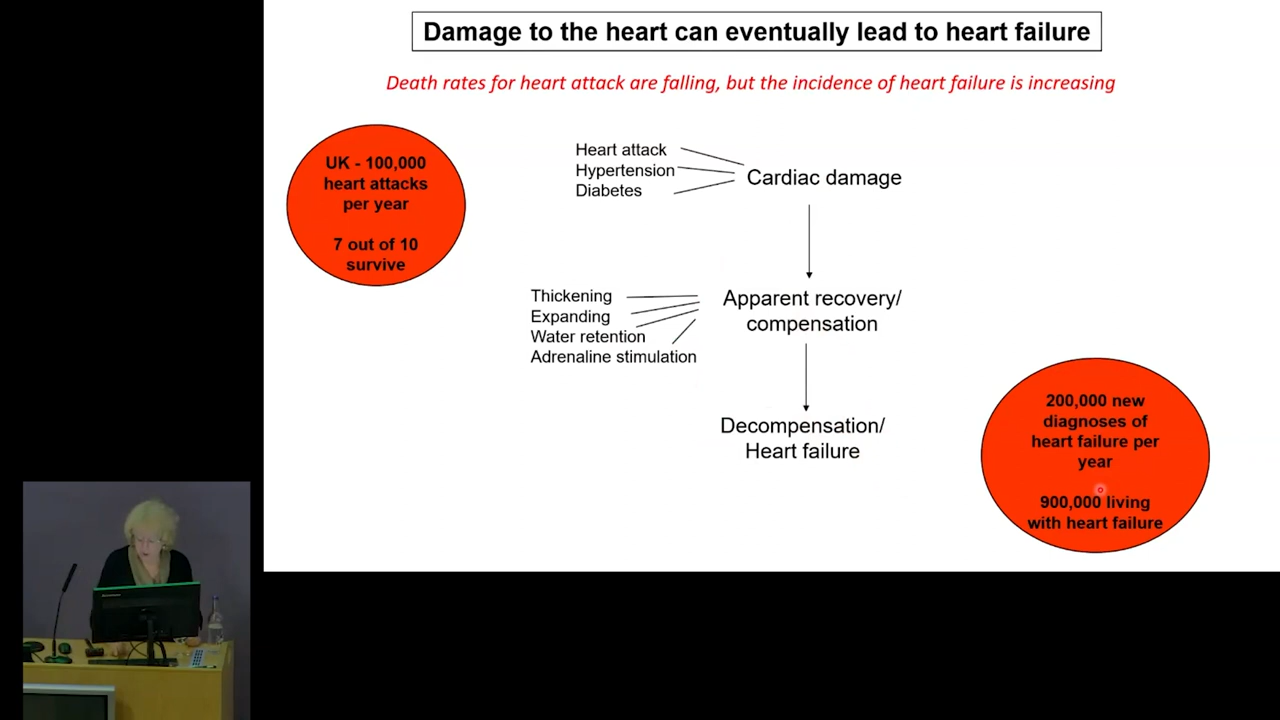 Damage to the heart can eventually lead to heart failure
Death rates for heart attack are falling, but the incidence of heart failure is increasing
UK - 100,000
heart attacks
per year
7 out of 10
survive
Heart attack
Hypertension
Diabetes
Cardiac damage
Thickening
Expanding
Water retention
Adrenaline stimulation
Apparent recovery/
compensation
Decompensation/
Heart failure
200,000 new
diagnoses of
heart failure per
year
900,000 living
with heart failure